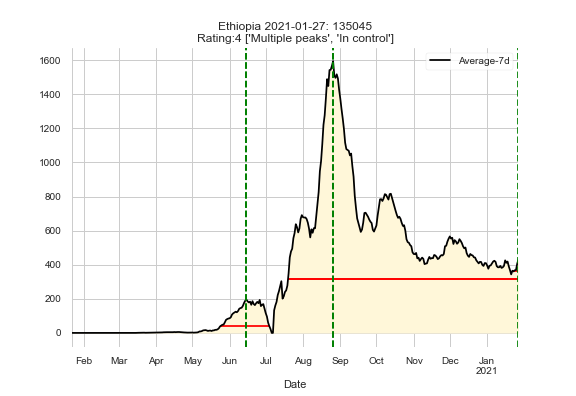 Ethiopia 2021-01-27: 135045
Rating:4 ['Multiple peaks', 'In control']
Average-7d
1600
1400
1200
1000
800
600
400
200
0
Feb Mar Apr May Jun Jul Aug Sep Oct Nov Dec Jan
2021
Date